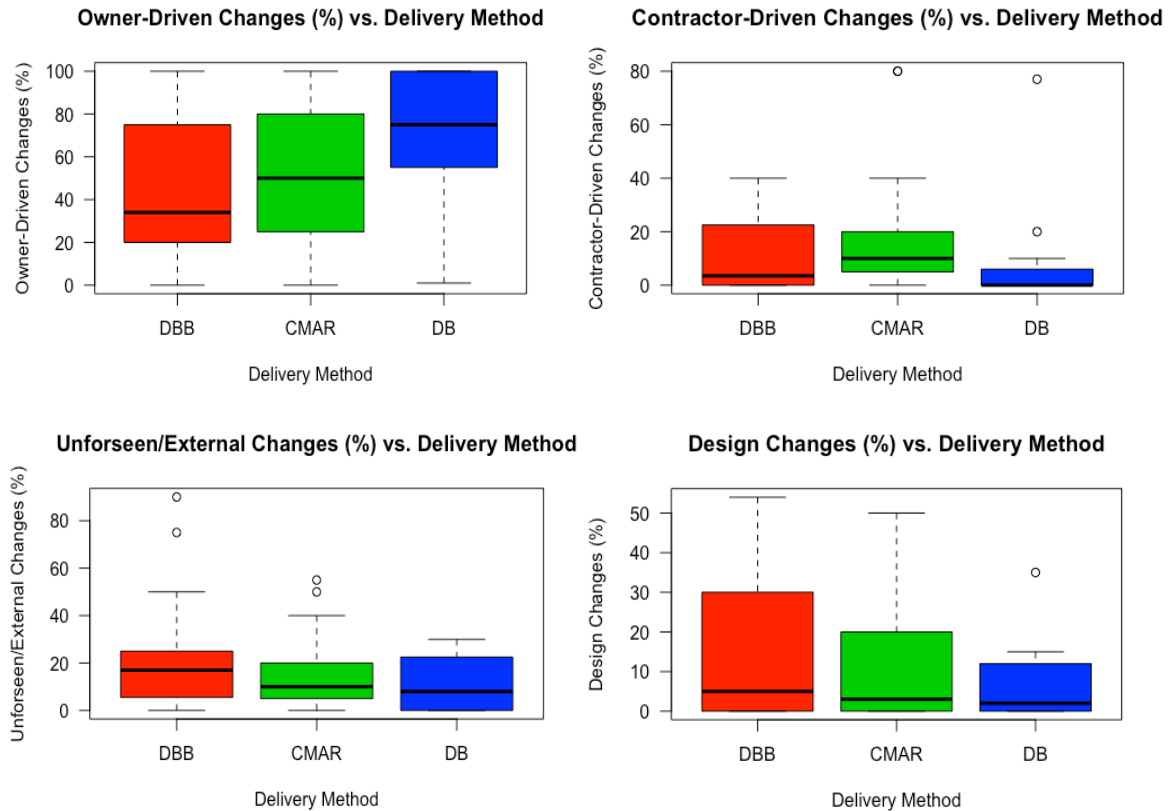 Owner-Driven Changes (%) vs. Delivery Method
Owner-Driven Changes (%)
100
80
60
40
20
0
DBB CMAR DB
Delivery Method
Contractor-Driven Changes (%) vs. Delivery Method
Contractor-Driven Changes (%)
80
60
40
20
0
DBB CMAR DB
Delivery Method
Unforseen/External Changes (%) vs. Delivery Method
Unforseen/External Changes (%)
80
60
40
20
0
DBB CMAR DB
Delivery Method
Design Changes (%) vs. Delivery Method
Design Changes (%)
50
40
30
20
10
0
DBB CMAR DB
Delivery Method